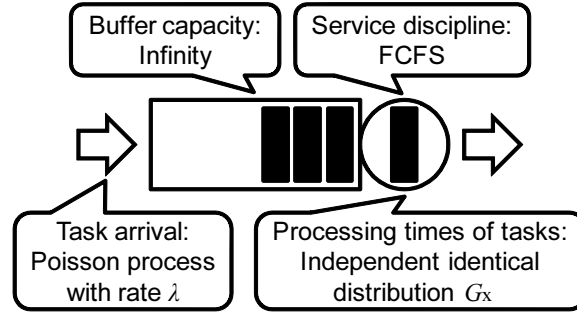 Buffer capacity:
Infinity
Service discipline:
FCFS
Task arrival:
Poisson process
with rate λ
Processing times of tasks:
Independent identical
distribution Gx